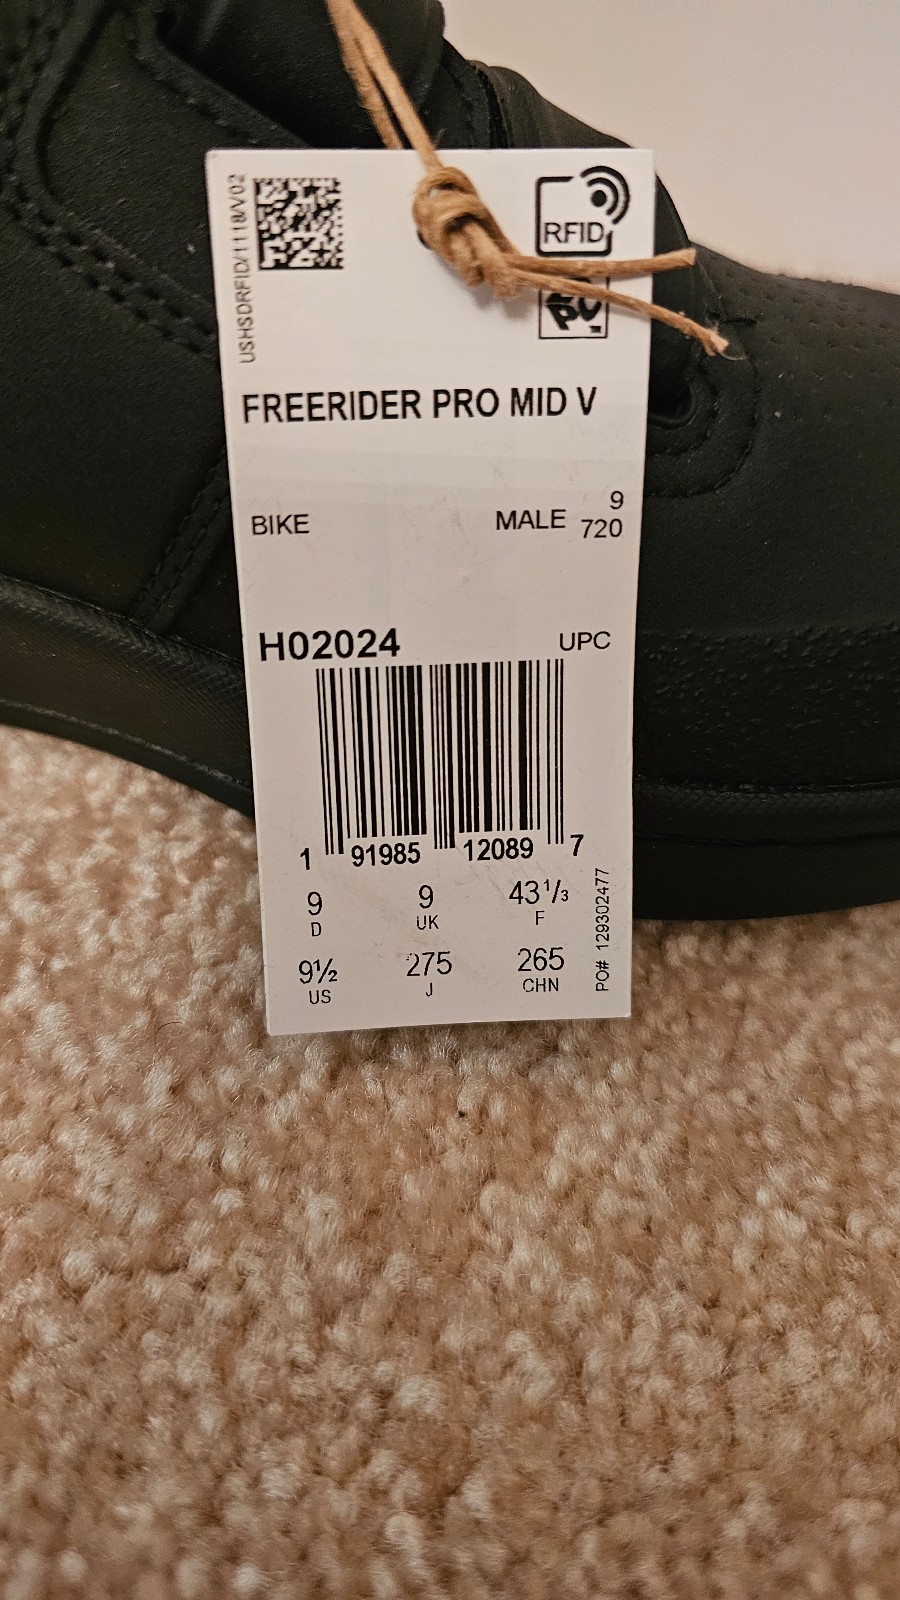 USHSDRFID/1118/V02
RFID
FREERIDER PRO MID V
BIKE MALE 9
720
H02024 UPC
1 91985 12089 7
9 9 43 1/3
D UK F
9½ 275 265
US J CHN
PO# 129302477